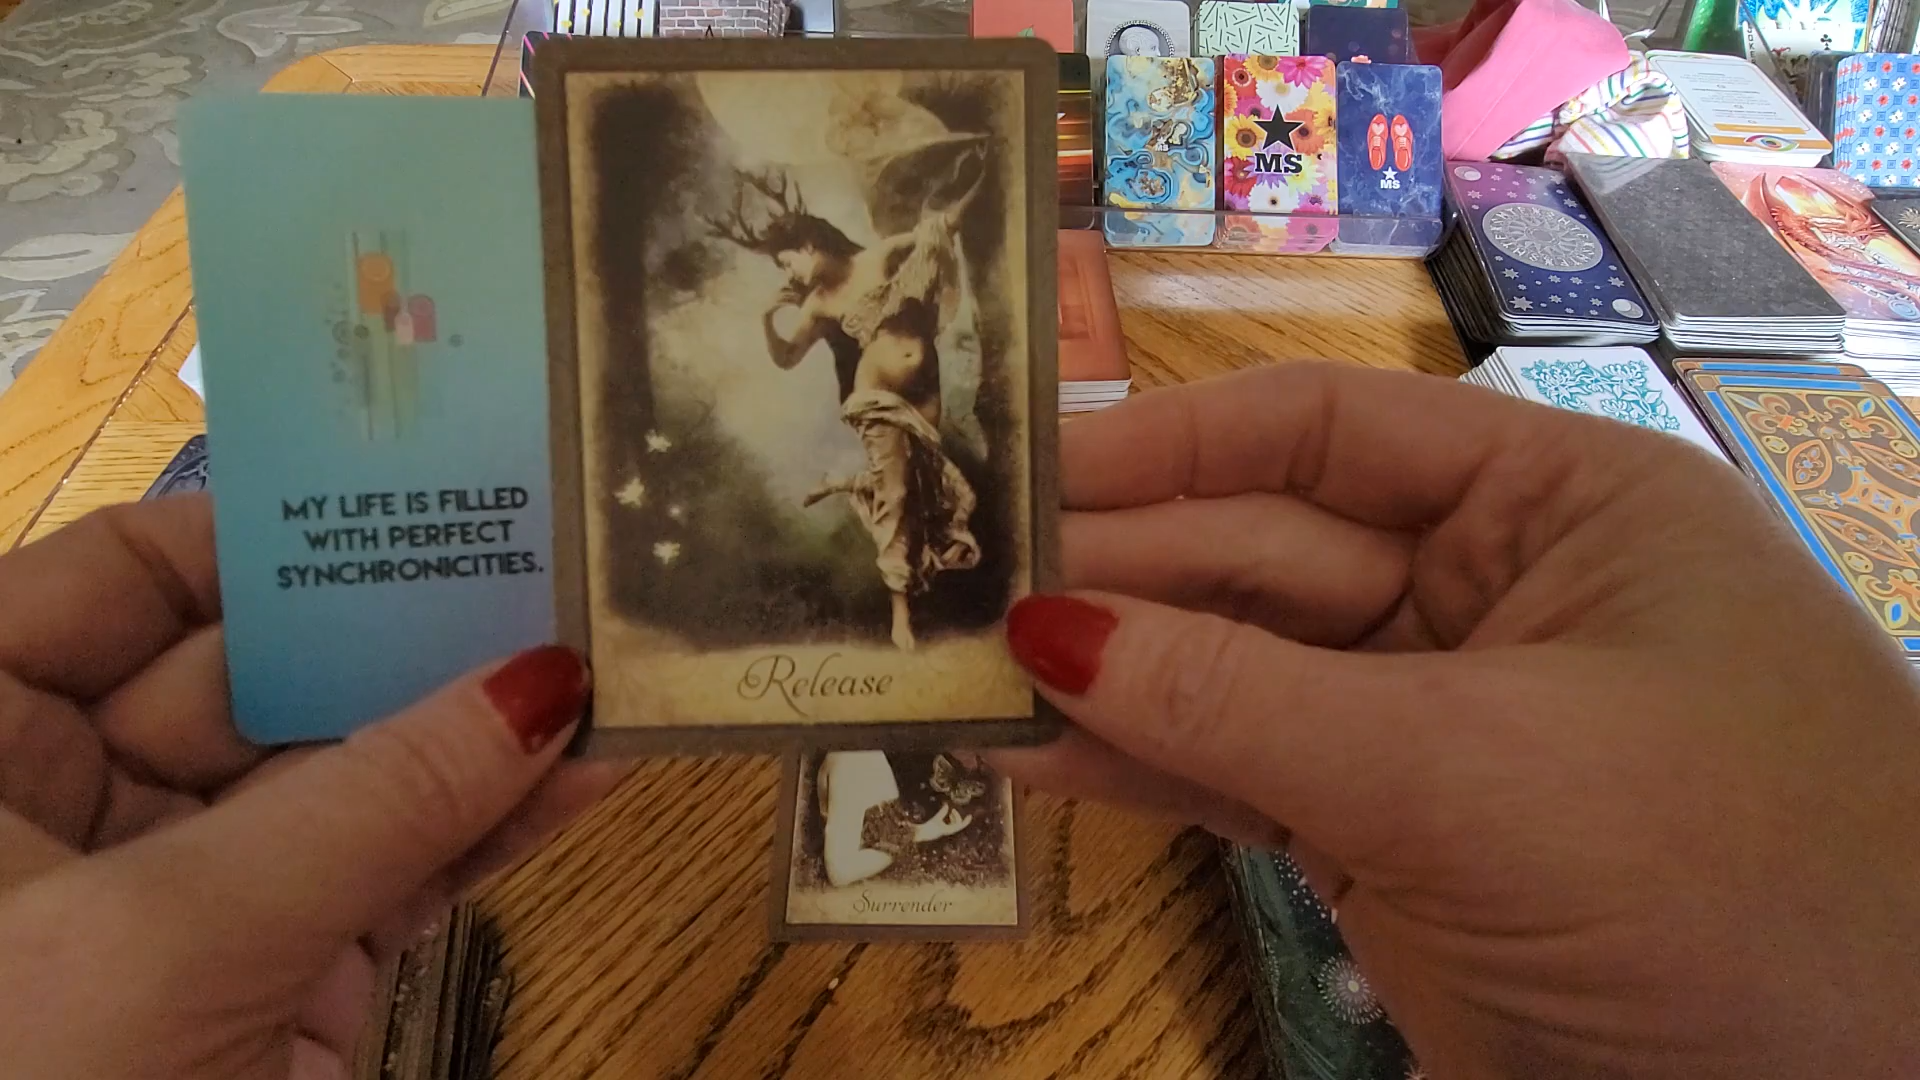 MY LIFE IS FILLED
WITH PERFECT
SYNCHRONICITIES.
Release
Surrender
MS
MS
MS